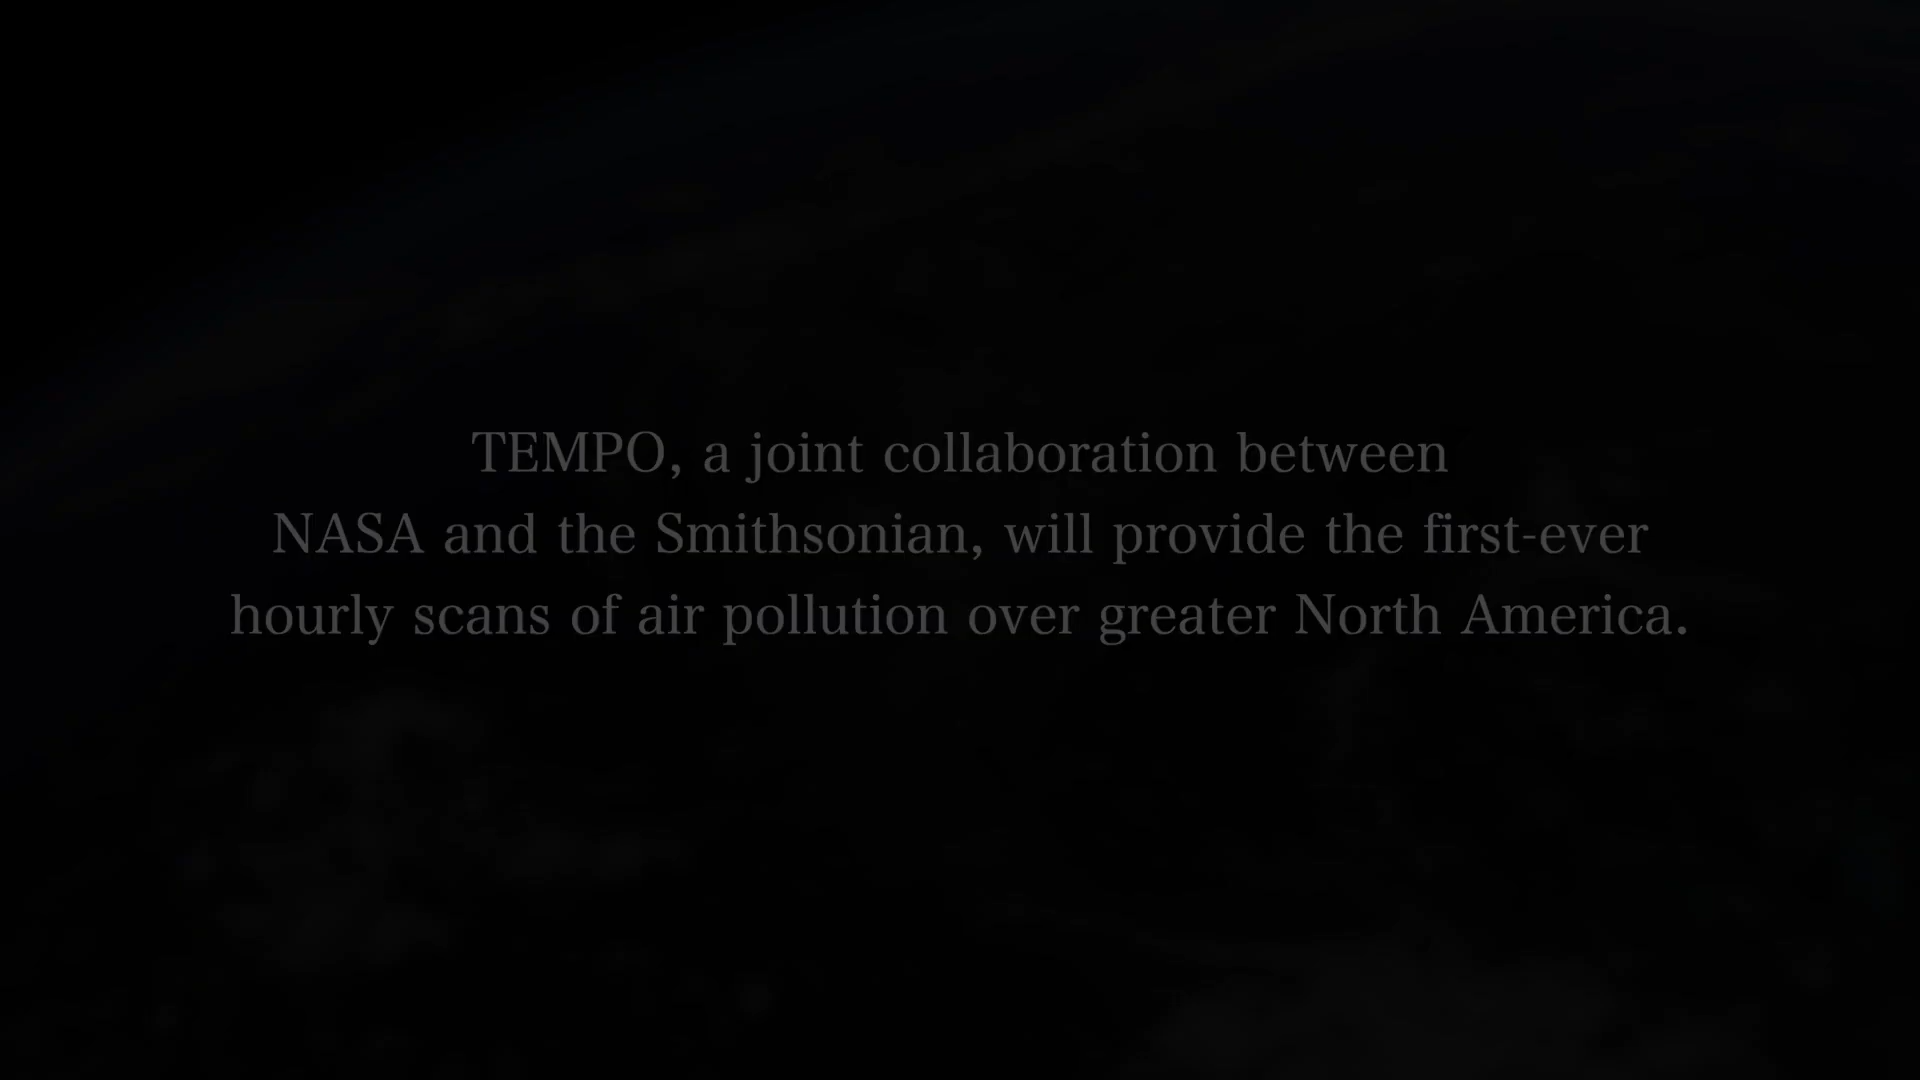 TEMPO, a joint collaboration between
NASA and the Smithsonian, will provide the first-ever
hourly scans of air pollution over greater North America.